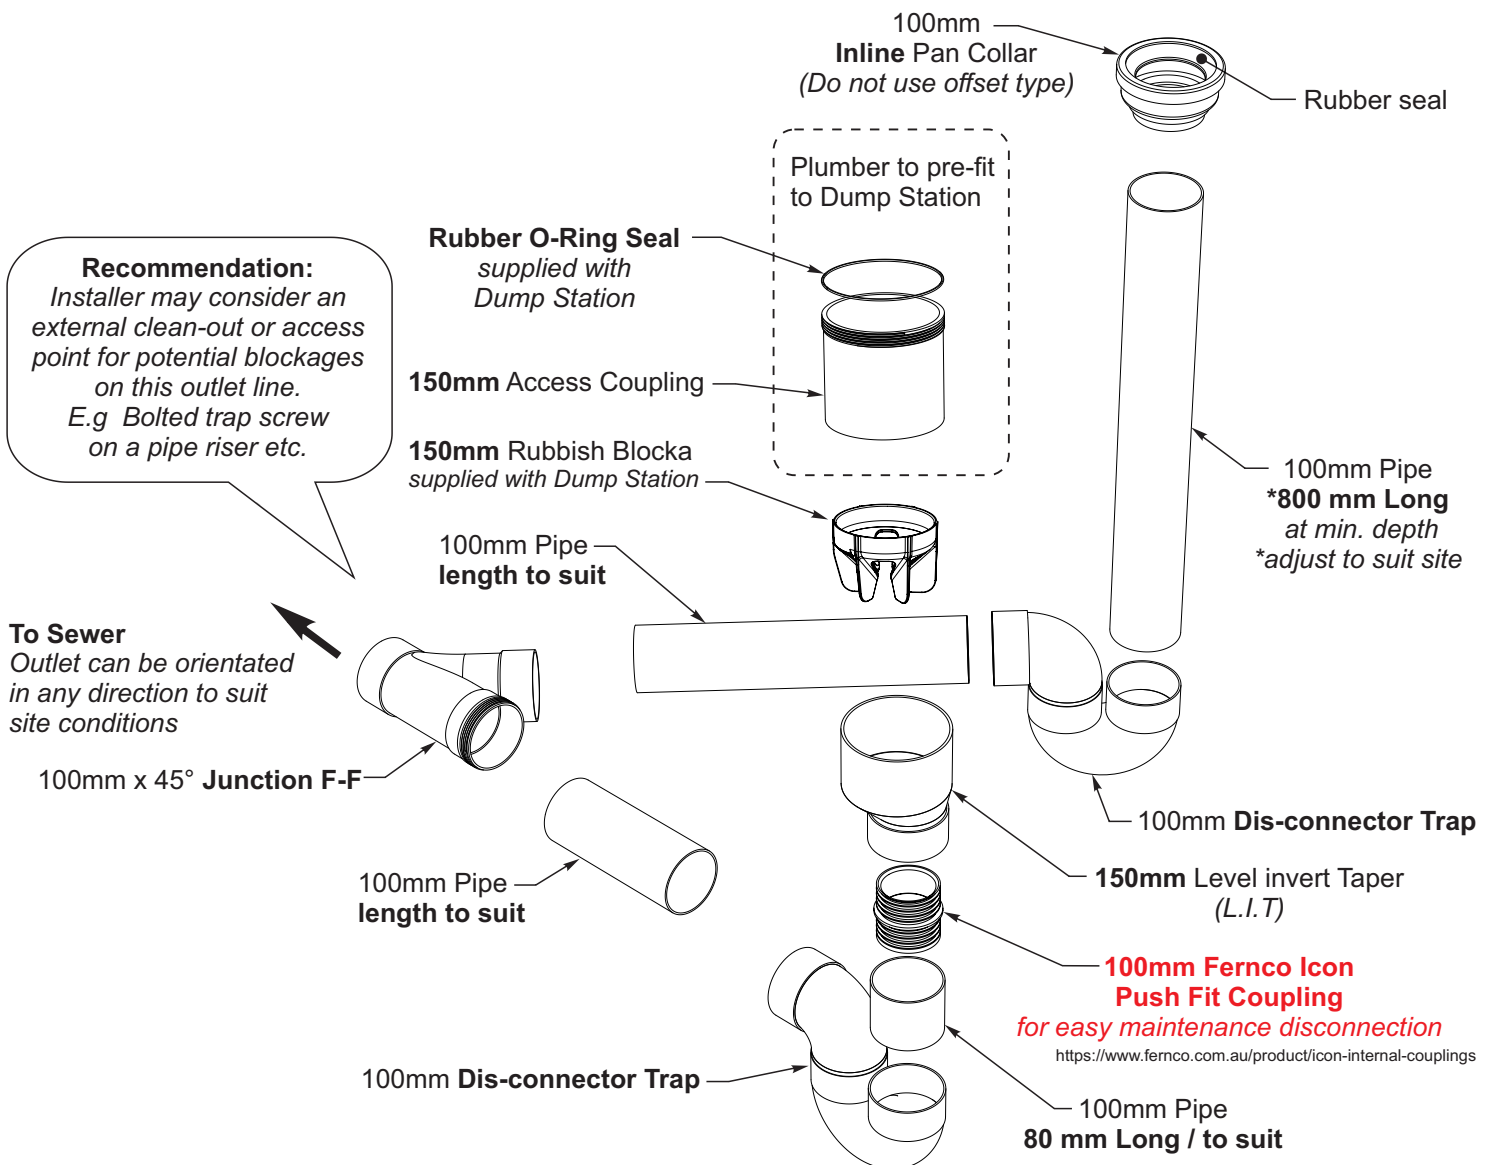 100mm
Inline Pan Collar
(Do not use offset type)
Rubber seal
Plumber to pre-fit
to Dump Station
Rubber O-Ring Seal
supplied with
Dump Station
Recommendation:
Installer may consider an
external clean-out or access
point for potential blockages
on this outlet line.
E.g Bolted trap screw
on a pipe riser etc.
150mm Access Coupling
150mm Rubbish Blocka
supplied with Dump Station
100mm Pipe
*800 mm Long
at min. depth
*adjust to suit site
100mm Pipe
length to suit
To Sewer
Outlet can be orientated
in any direction to suit
site conditions
100mm x 45° Junction F-F
100mm Dis-connector Trap
100mm Pipe
length to suit
150mm Level invert Taper
(L.I.T)
100mm Fernco Icon
Push Fit Coupling
for easy maintenance disconnection
https://www.fernco.com.au/product/icon-internal-couplings
100mm Dis-connector Trap
100mm Pipe
80 mm Long / to suit